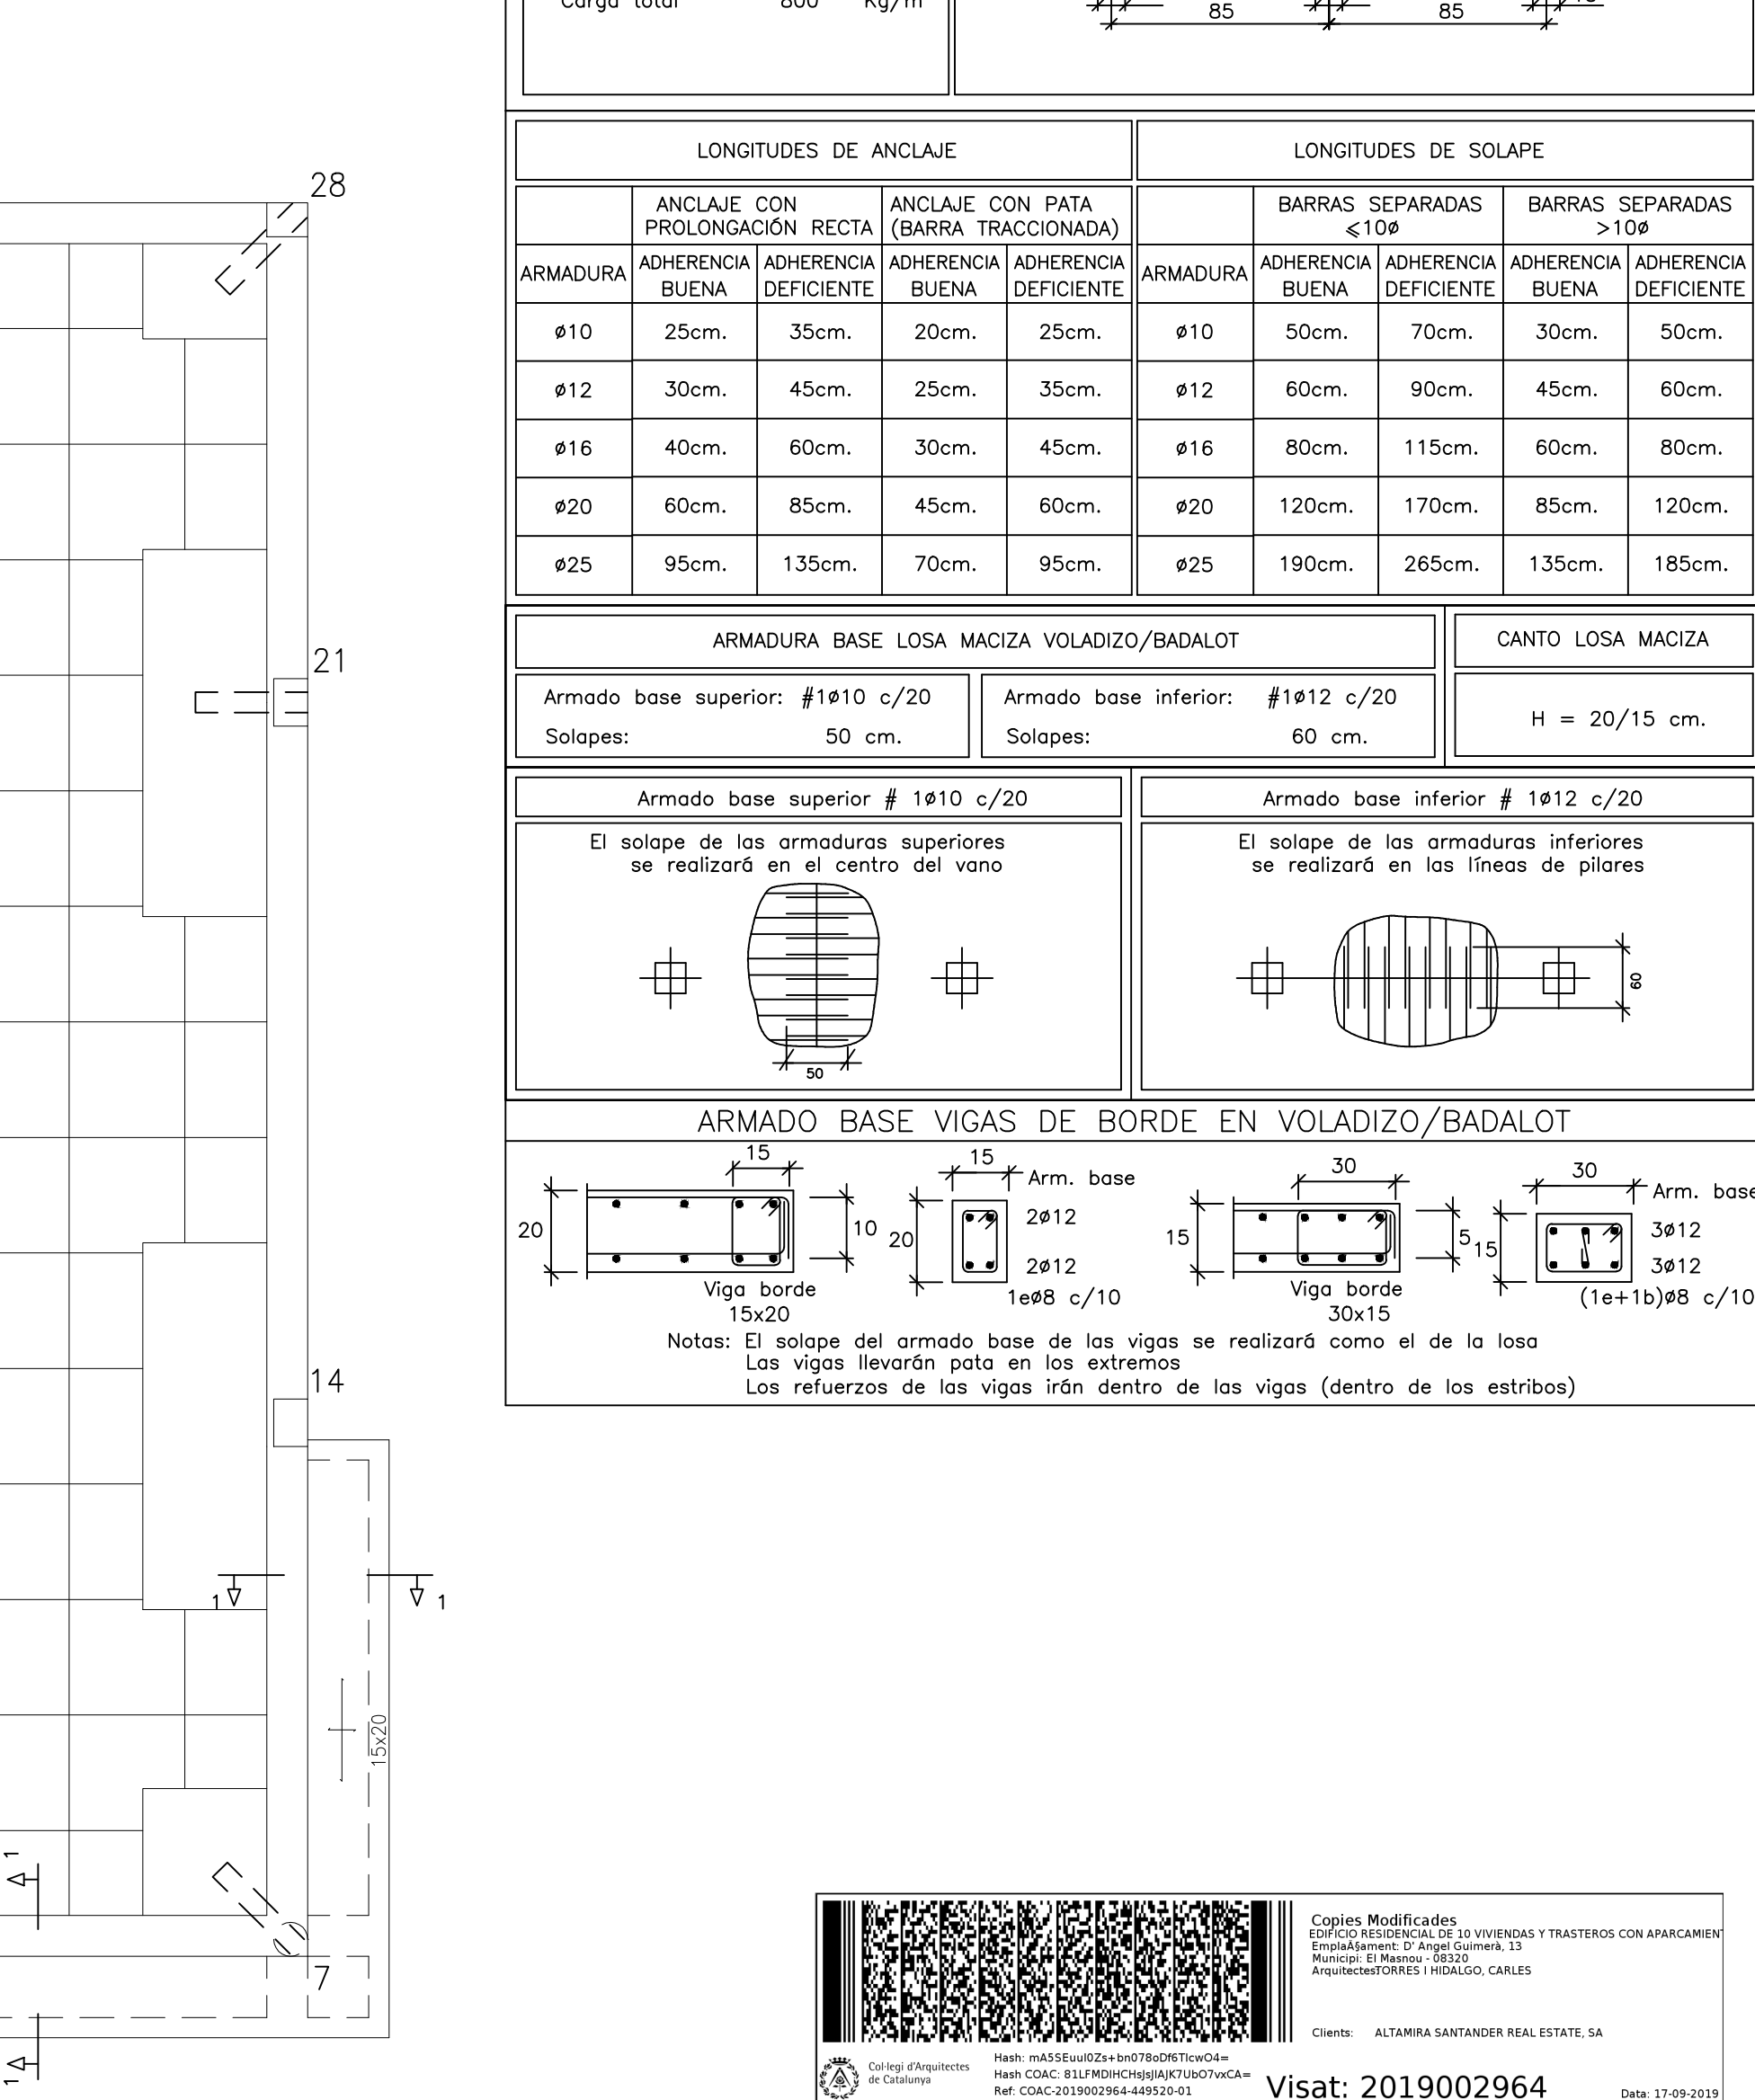 Carga total 800 Kg/m
85 85
LONGITUDES DE ANCLAJE
LONGITUDES DE SOLAPE
ANCLAJE CON PROLONGACIÓN RECTA
ANCLAJE CON PATA (BARRA TRACCIONADA)
BARRAS SEPARADAS ⩽10ø
BARRAS SEPARADAS >10ø
ARMADURA ADHERENCIA BUENA ADHERENCIA DEFICIENTE ADHERENCIA BUENA ADHERENCIA DEFICIENTE ARMADURA ADHERENCIA BUENA ADHERENCIA DEFICIENTE ADHERENCIA BUENA ADHERENCIA DEFICIENTE
ø10 25cm. 35cm. 20cm. 25cm. ø10 50cm. 70cm. 30cm. 50cm.
ø12 30cm. 45cm. 25cm. 35cm. ø12 60cm. 90cm. 45cm. 60cm.
ø16 40cm. 60cm. 30cm. 45cm. ø16 80cm. 115cm. 60cm. 80cm.
ø20 60cm. 85cm. 45cm. 60cm. ø20 120cm. 170cm. 85cm. 120cm.
ø25 95cm. 135cm. 70cm. 95cm. ø25 190cm. 265cm. 135cm. 185cm.
ARMADURA BASE LOSA MACIZA VOLADIZO/BADALOT
CANTO LOSA MACIZA
Armado base superior: #1ø10 c/20
Solapes: 50 cm.
Armado base inferior: #1ø12 c/20
Solapes: 60 cm.
H = 20/15 cm.
Armado base superior # 1ø10 c/20
El solape de las armaduras superiores
se realizará en el centro del vano
50
Armado base inferior # 1ø12 c/20
El solape de las armaduras inferiores
se realizará en las líneas de pilares
60
ARMADO BASE VIGAS DE BORDE EN VOLADIZO/BADALOT
15
20
10
Viga borde
15x20
15
Arm. base
20
2ø12
2ø12
1eø8 c/10
30
15
5
Viga borde
30x15
30
Arm. base
15
3ø12
3ø12
(1e+1b)ø8 c/10
Notas: El solape del armado base de las vigas se realizará como el de la losa
Las vigas llevarán pata en los extremos
Los refuerzos de las vigas irán dentro de las vigas (dentro de los estribos)
28
21
14
1
1
15x20
1
7
1
Copies Modificades
EDIFICIO RESIDENCIAL DE 10 VIVIENDAS Y TRASTEROS CON APARCAMIENT
EmplaÃ§ament: D' Angel Guimerà, 13
Municipi: El Masnou - 08320
Arquitectes TORRES I HIDALGO, CARLES
Clients: ALTAMIRA SANTANDER REAL ESTATE, SA
Col·legi d'Arquitectes
de Catalunya
Ref: COAC-2019002964-449520-01
Visat: 2019002964
Data: 17-09-2019